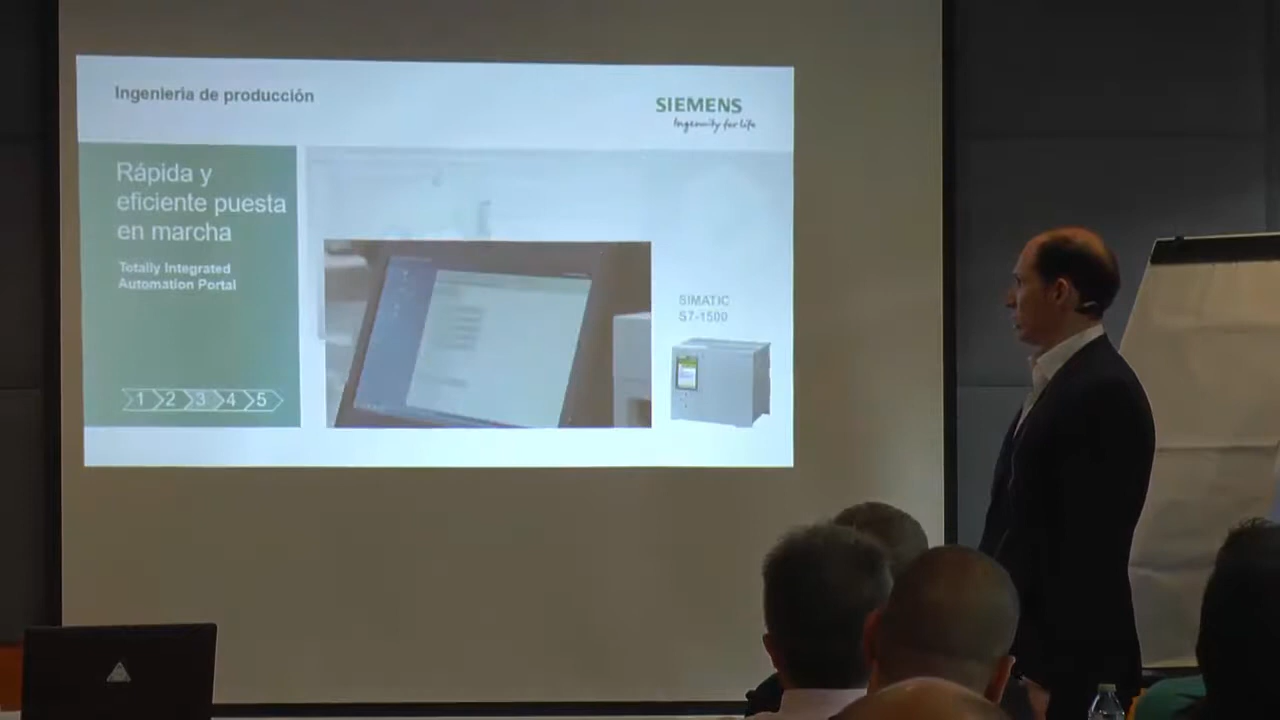 Ingenieria de producción
SIEMENS
Ingenuity for life
Rápida y
eficiente puesta
en marcha
Totally Integrated
Automation Portal
SIMATIC
S7-1500
1 2 3 4 5